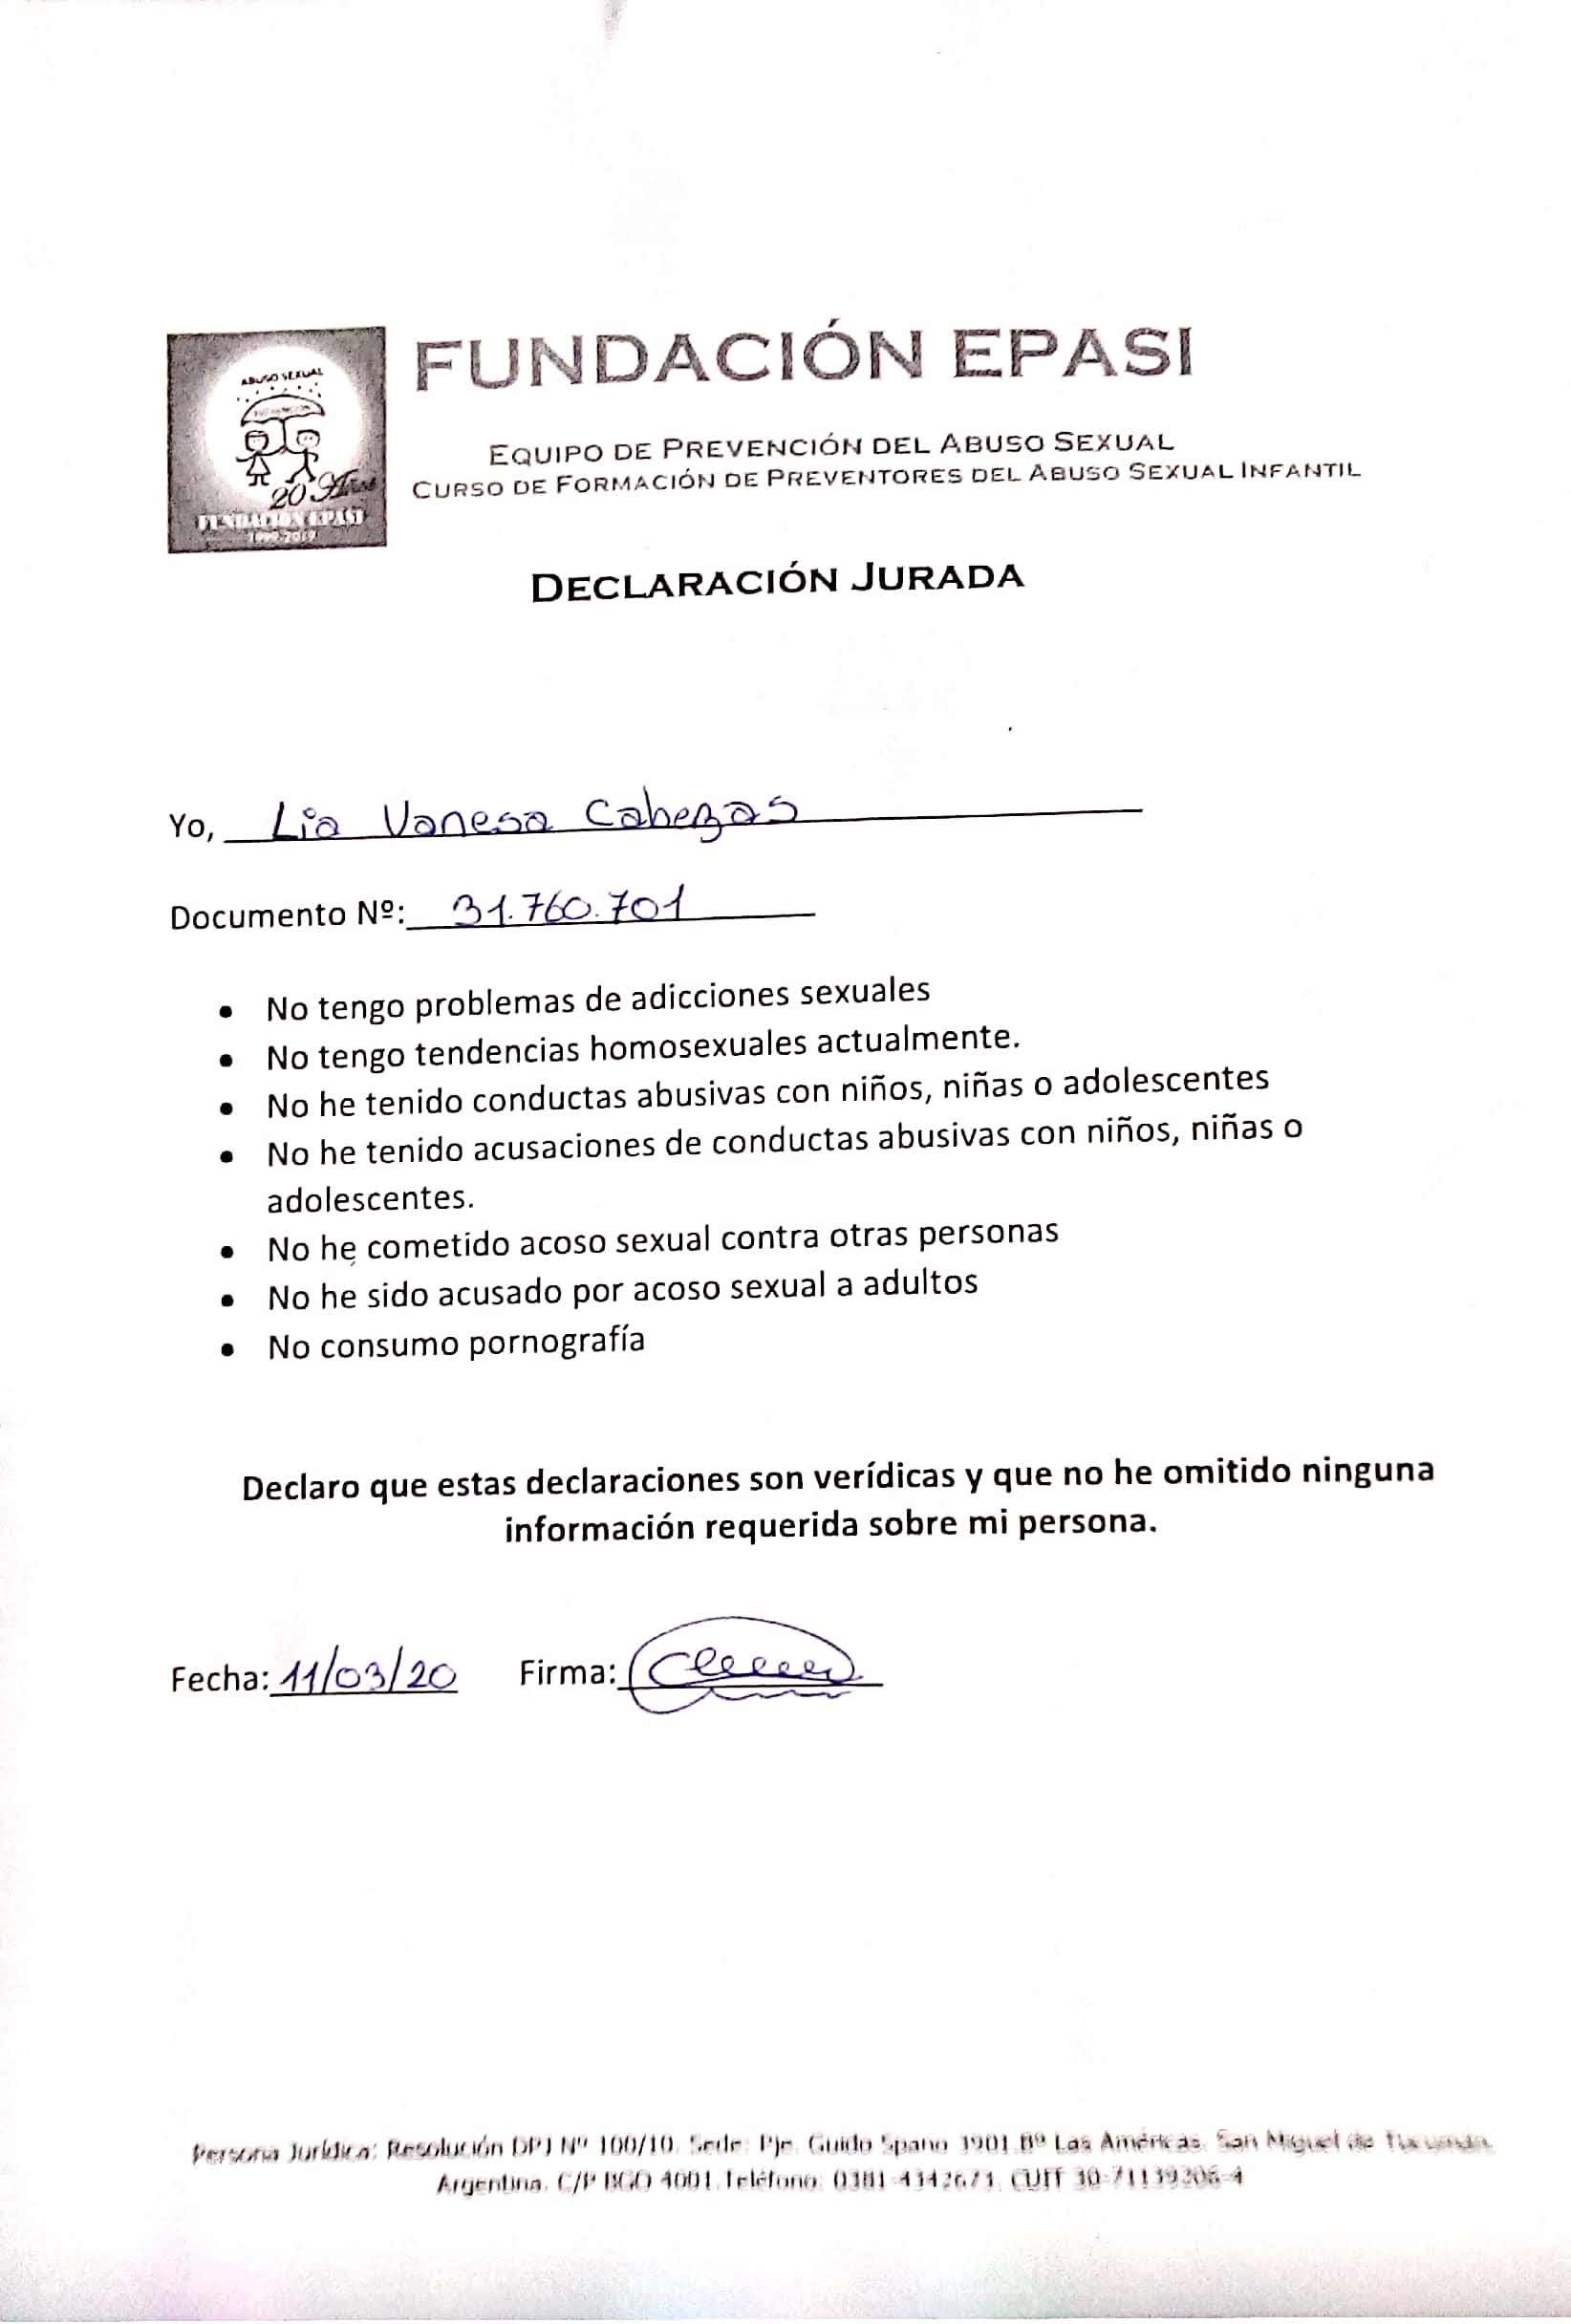 ABUSO SEXUAL
20 Años
FUNDACIÓN EPASI
1999-2019
FUNDACIÓN EPASI
EQUIPO DE PREVENCIÓN DEL ABUSO SEXUAL
CURSO DE FORMACIÓN DE PREVENTORES DEL ABUSO SEXUAL INFANTIL
DECLARACIÓN JURADA
Yo, Lia Vanesa Cabezas
Documento Nº: 31.760.701
• No tengo problemas de adicciones sexuales
• No tengo tendencias homosexuales actualmente.
• No he tenido conductas abusivas con niños, niñas o adolescentes
• No he tenido acusaciones de conductas abusivas con niños, niñas o
adolescentes.
• No he cometido acoso sexual contra otras personas
• No he sido acusado por acoso sexual a adultos
• No consumo pornografía
Declaro que estas declaraciones son verídicas y que no he omitido ninguna
información requerida sobre mi persona.
Fecha: 11/03/20 Firma:
Persona Jurídica: Resolución DPJ Nº 100/10. Sede: Pje. Guido Spano 1901 Bº Las Américas. San Miguel de Tucumán.
Argentina. C/P BGO 4001. Teléfono: 0381 4342671. CUIT